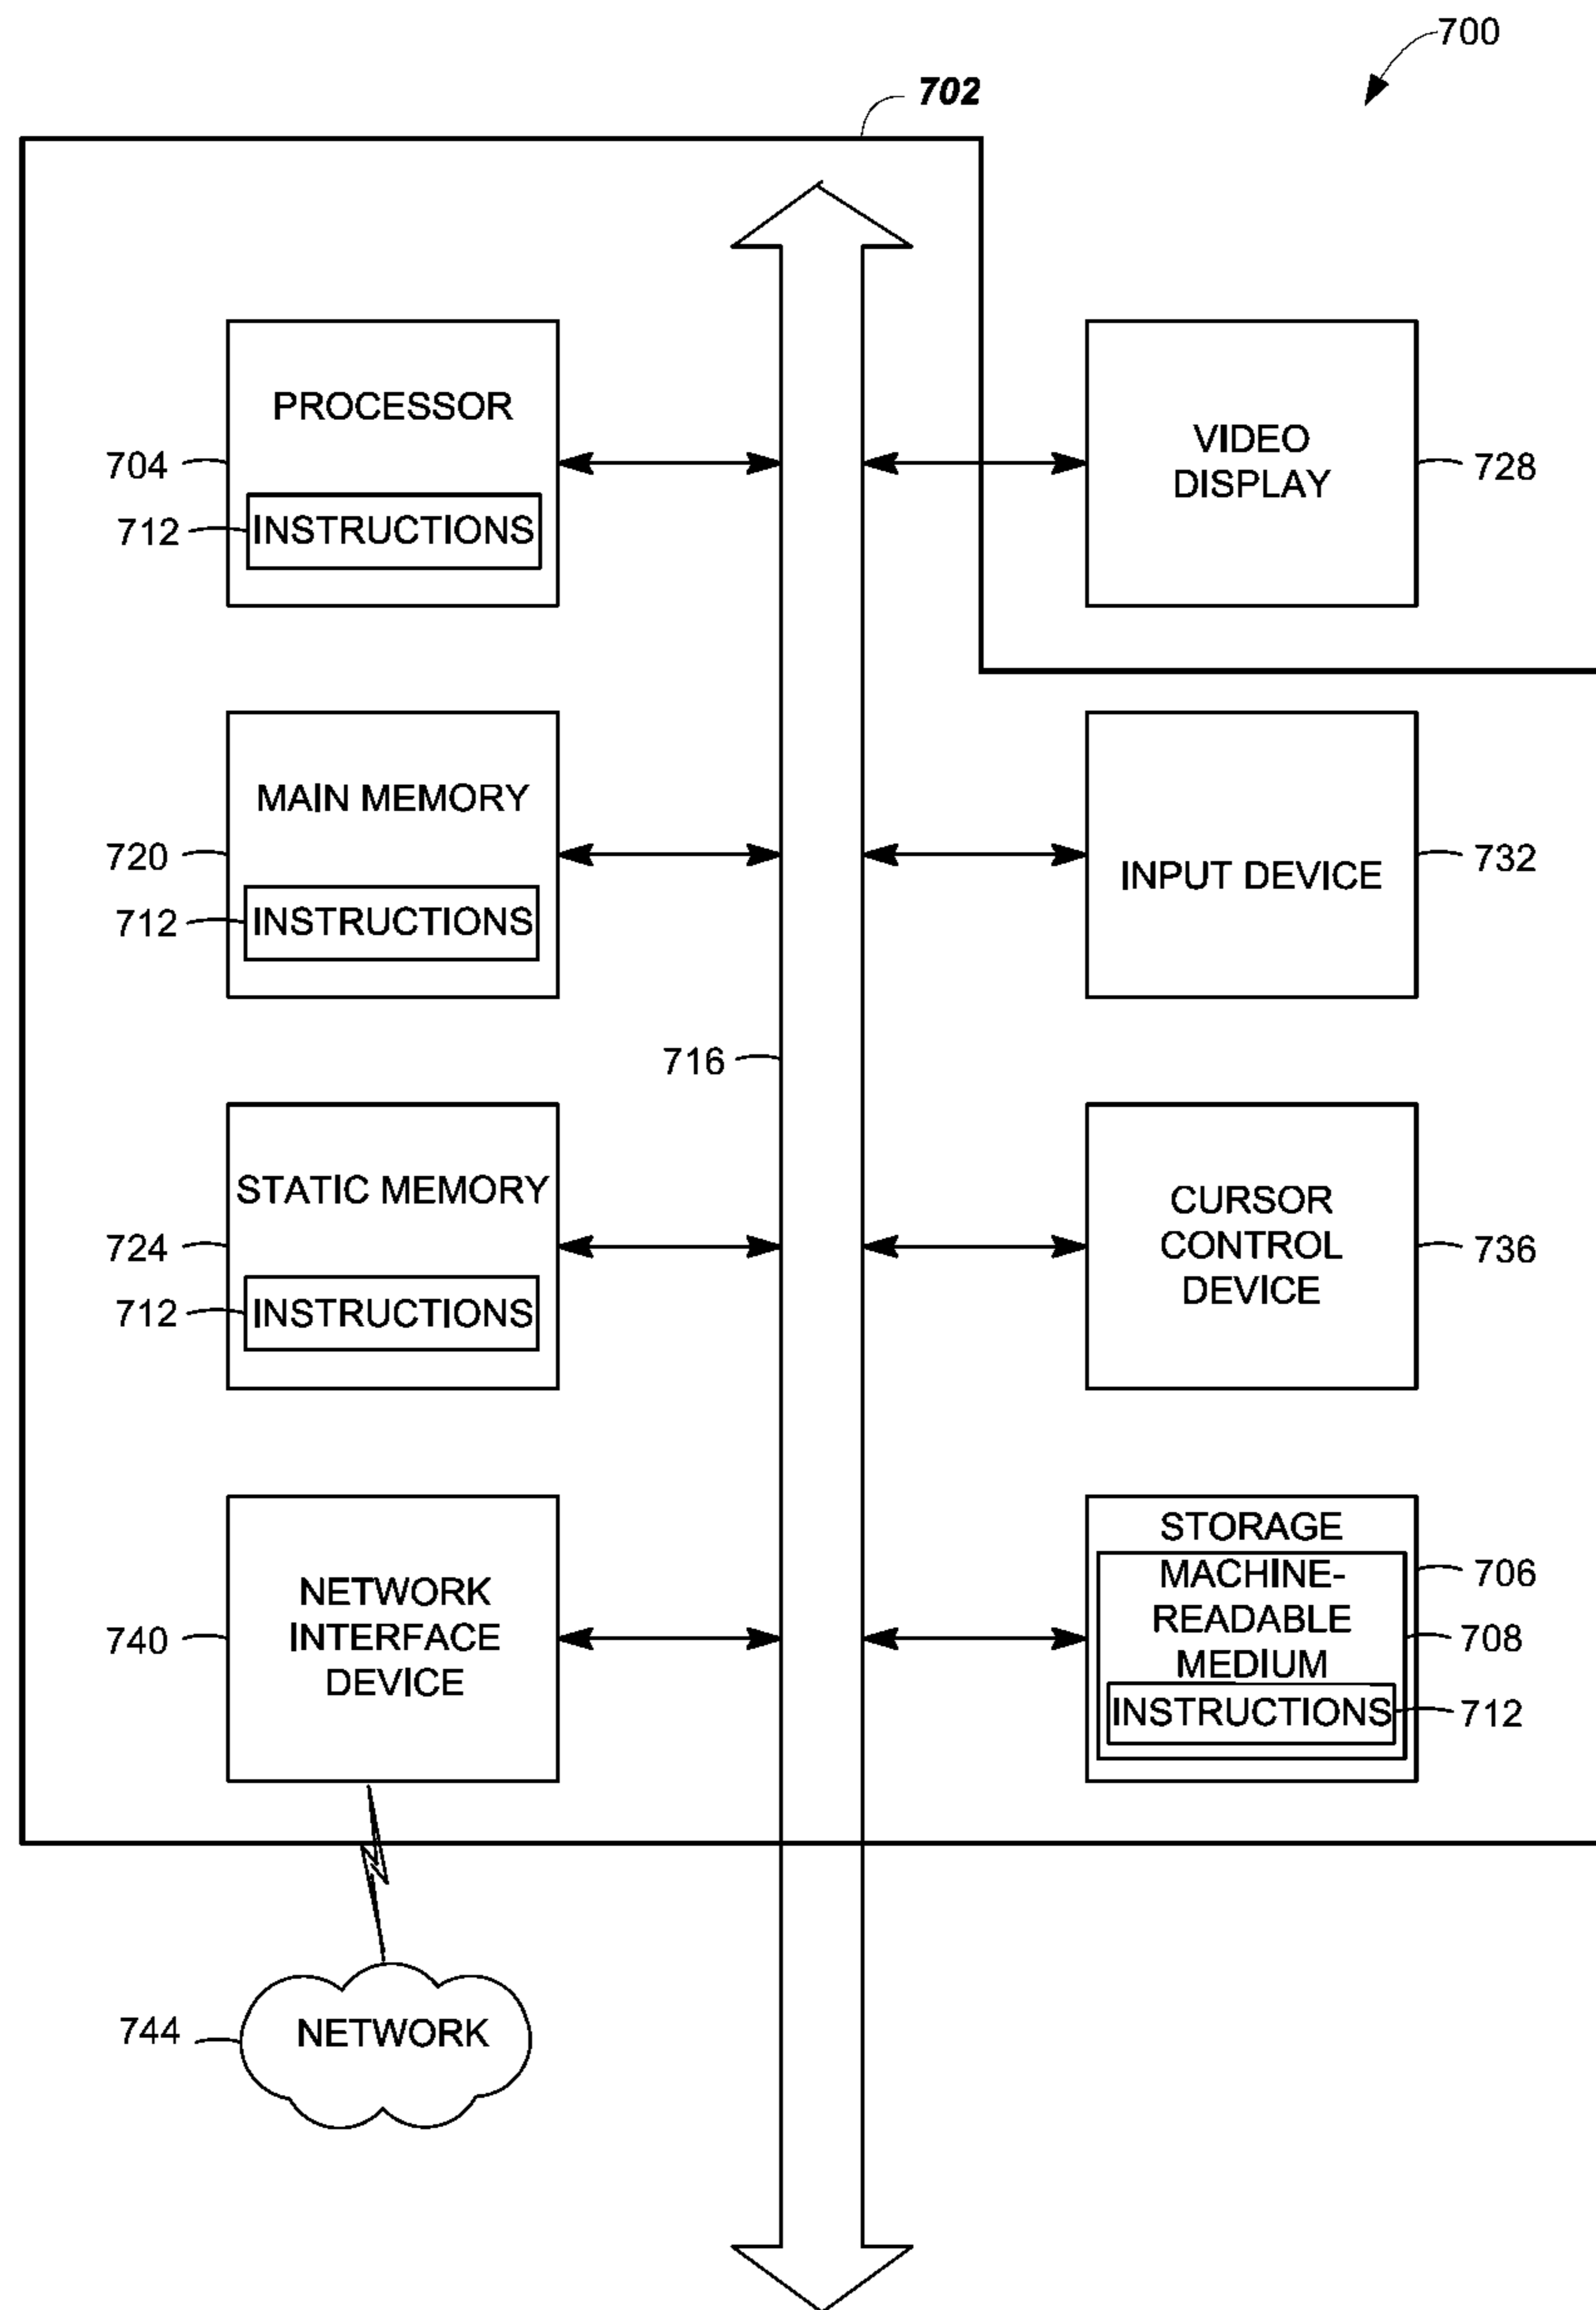 700
702
PROCESSOR
704
712
INSTRUCTIONS
VIDEO
DISPLAY
728
MAIN MEMORY
720
712
INSTRUCTIONS
INPUT DEVICE
732
716
STATIC MEMORY
724
712
INSTRUCTIONS
CURSOR
CONTROL
DEVICE
736
NETWORK
INTERFACE
DEVICE
740
STORAGE
706
MACHINE-
READABLE
MEDIUM
708
INSTRUCTIONS
712
744
NETWORK